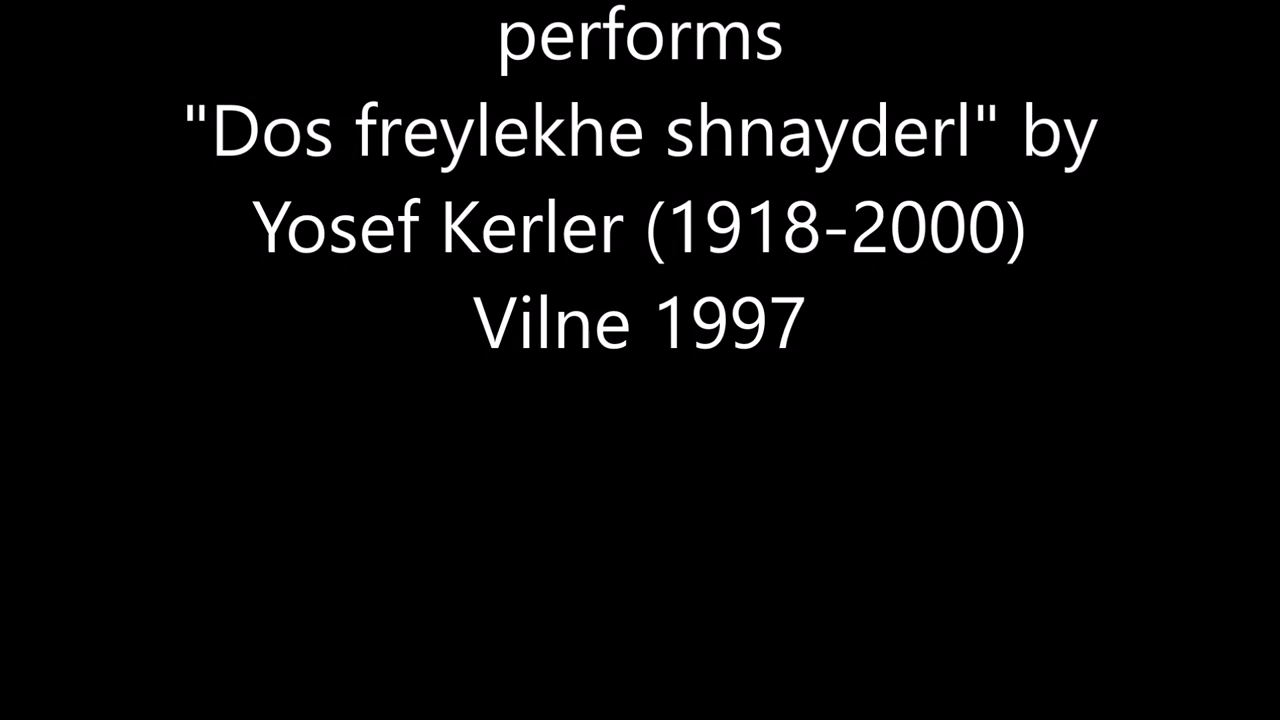 performs
"Dos freylekhe shnayderl" by
Yosef Kerler (1918-2000)
Vilne 1997